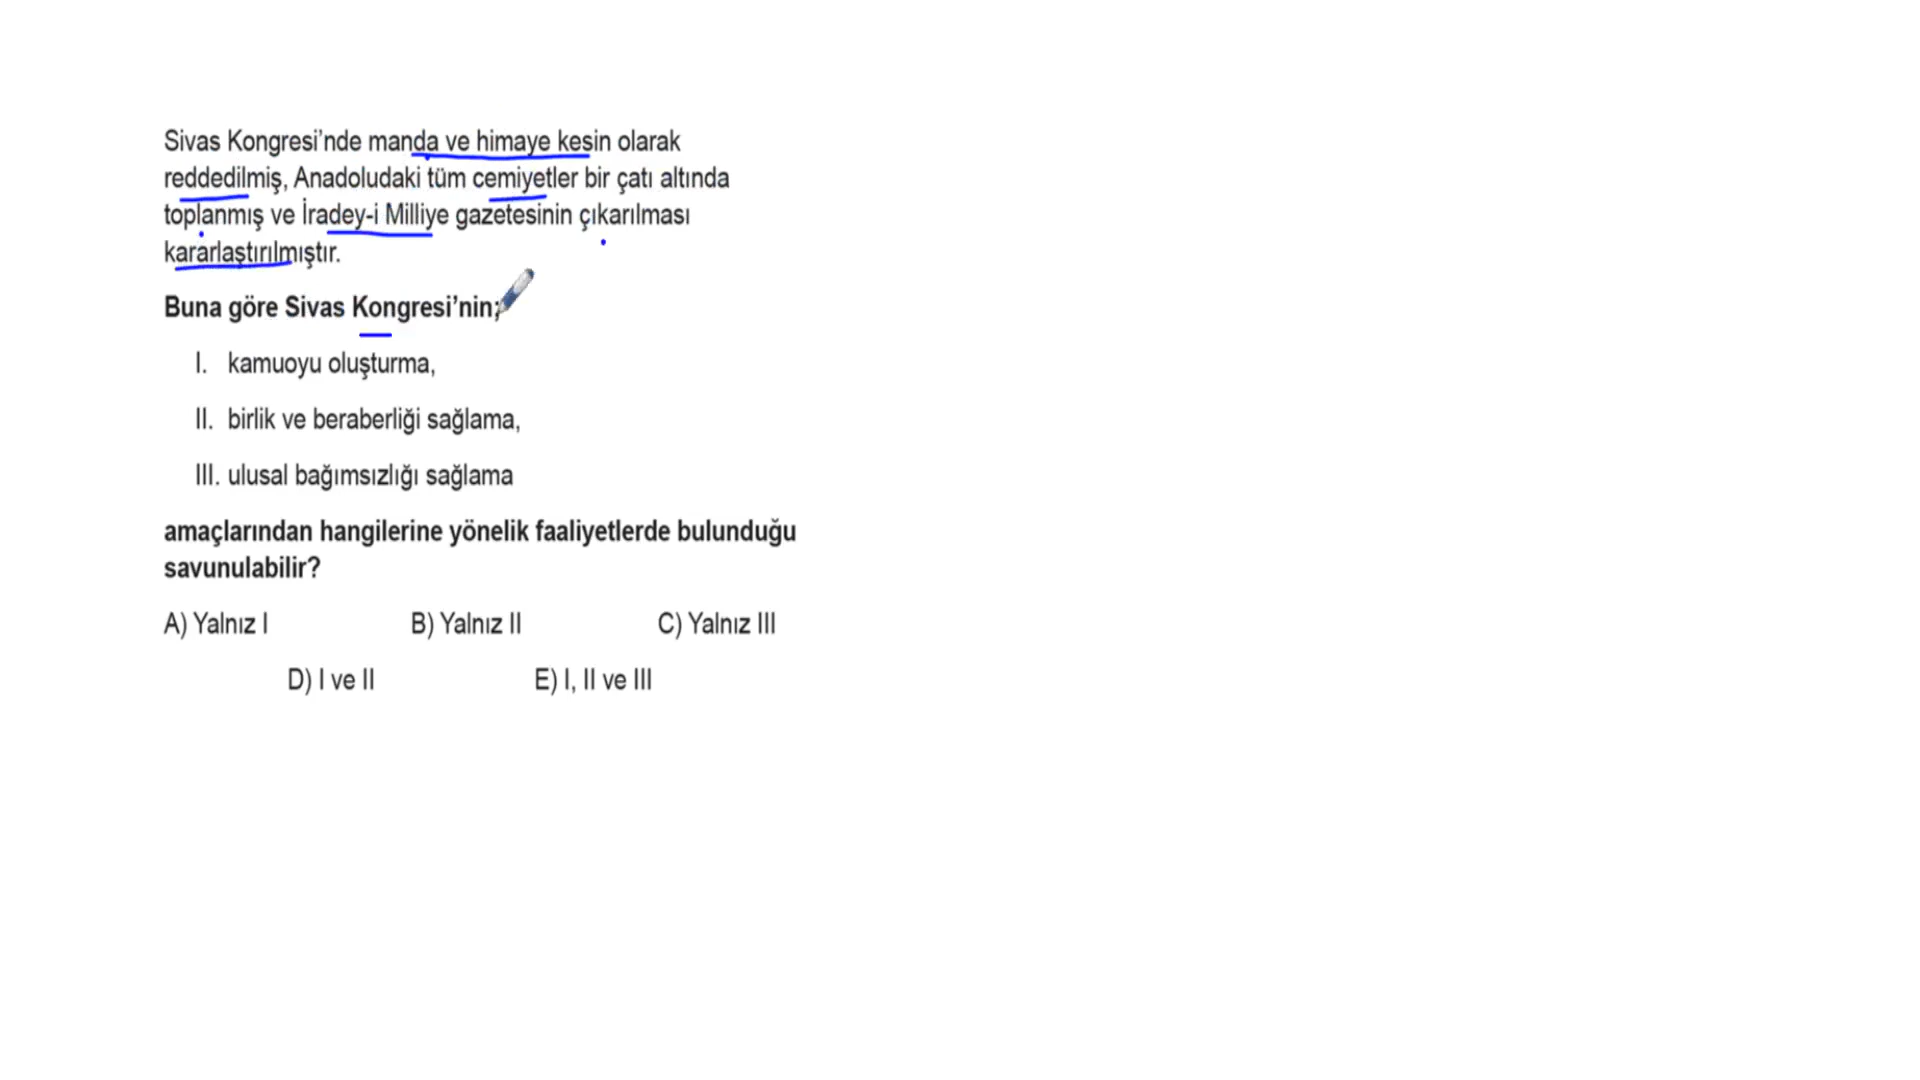 Sivas Kongresi'nde manda ve himaye kesin olarak
reddedilmiş, Anadoludaki tüm cemiyetler bir çatı altında
toplanmış ve İradey-i Milliye gazetesinin çıkarılması
kararlaştırılmıştır.
Buna göre Sivas Kongresi'nin;
I. kamuoyu oluşturma,
II. birlik ve beraberliği sağlama,
III. ulusal bağımsızlığı sağlama
amaçlarından hangilerine yönelik faaliyetlerde bulunduğu
savunulabilir?
A) Yalnız I B) Yalnız II C) Yalnız III
D) I ve II E) I, II ve III